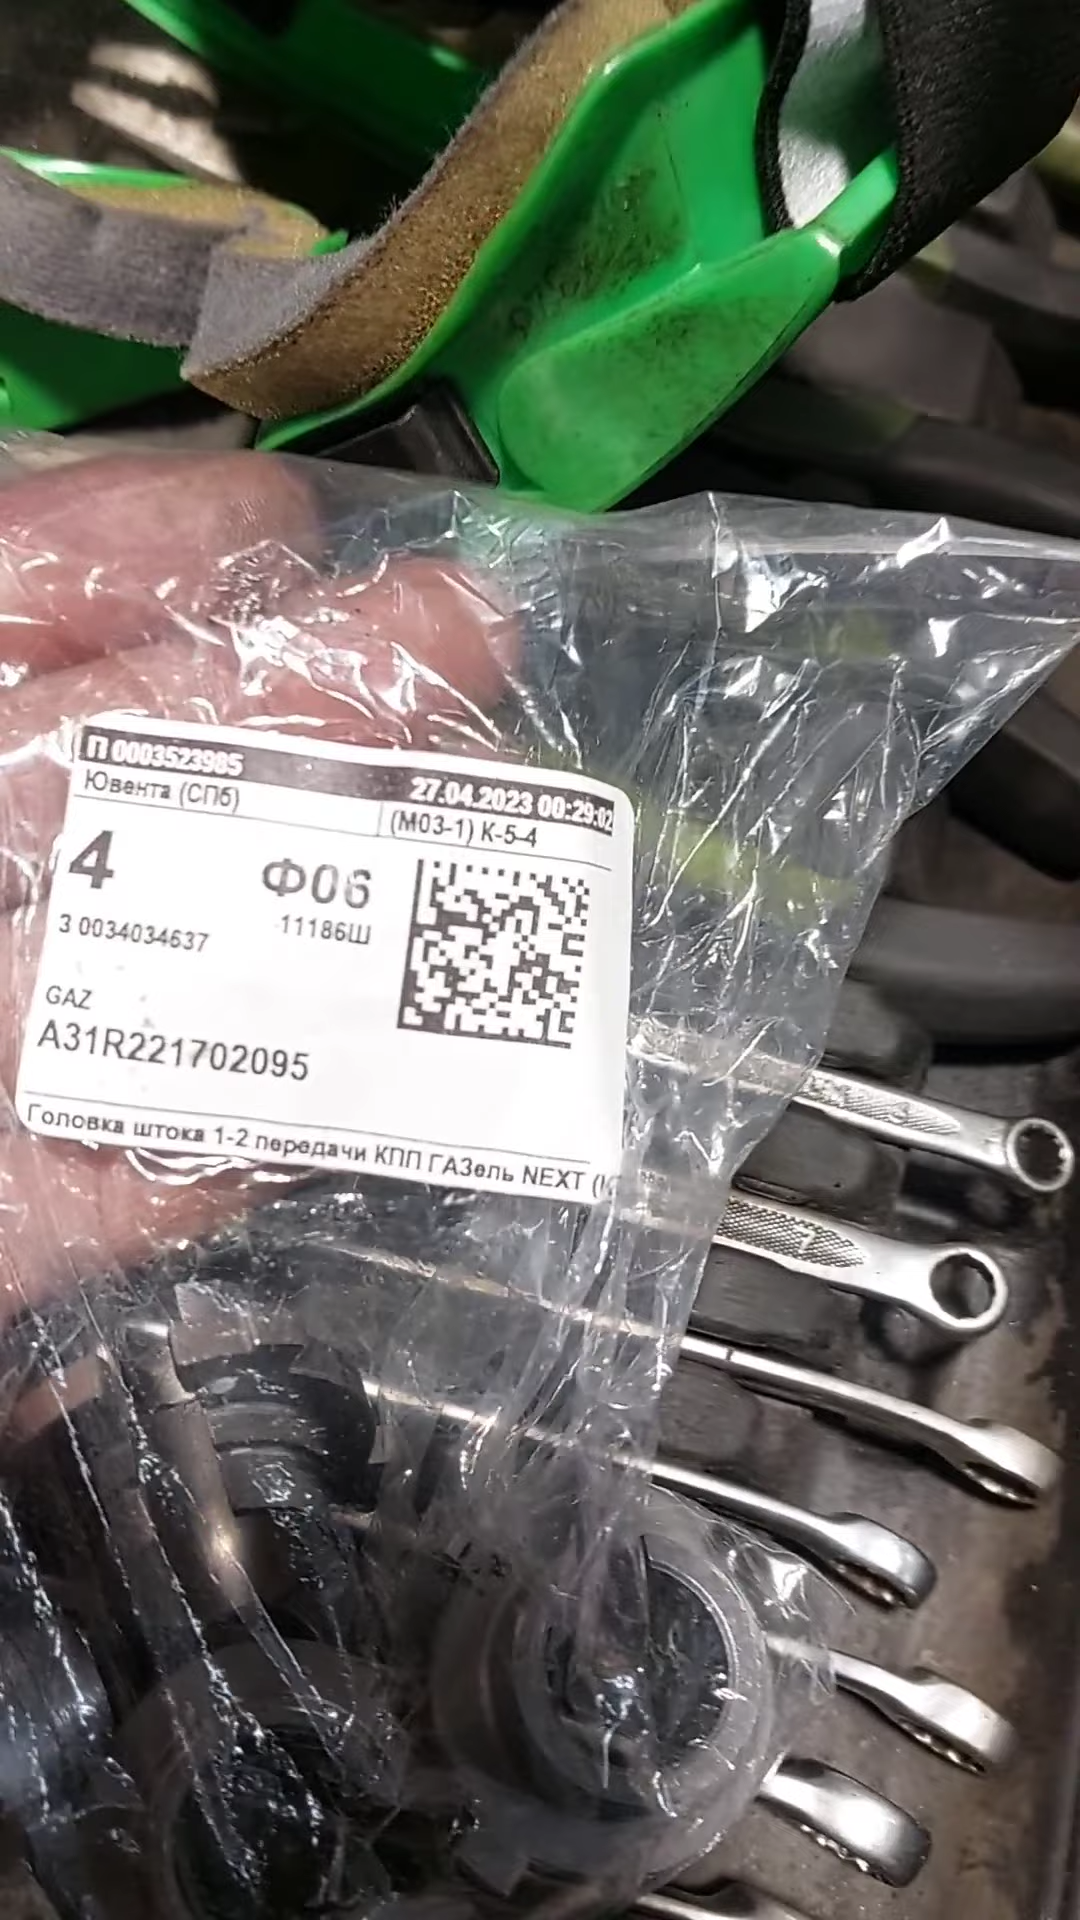 П 0003523985
27.04.2023 00:29:02
Ювента (СПб)
(М03-1) К-5-4
4
Ф06
11186Ш
З 0034034637
GAZ
A31R221702095
Головка штока 1-2 передачи КПП ГАЗель NEXT
7